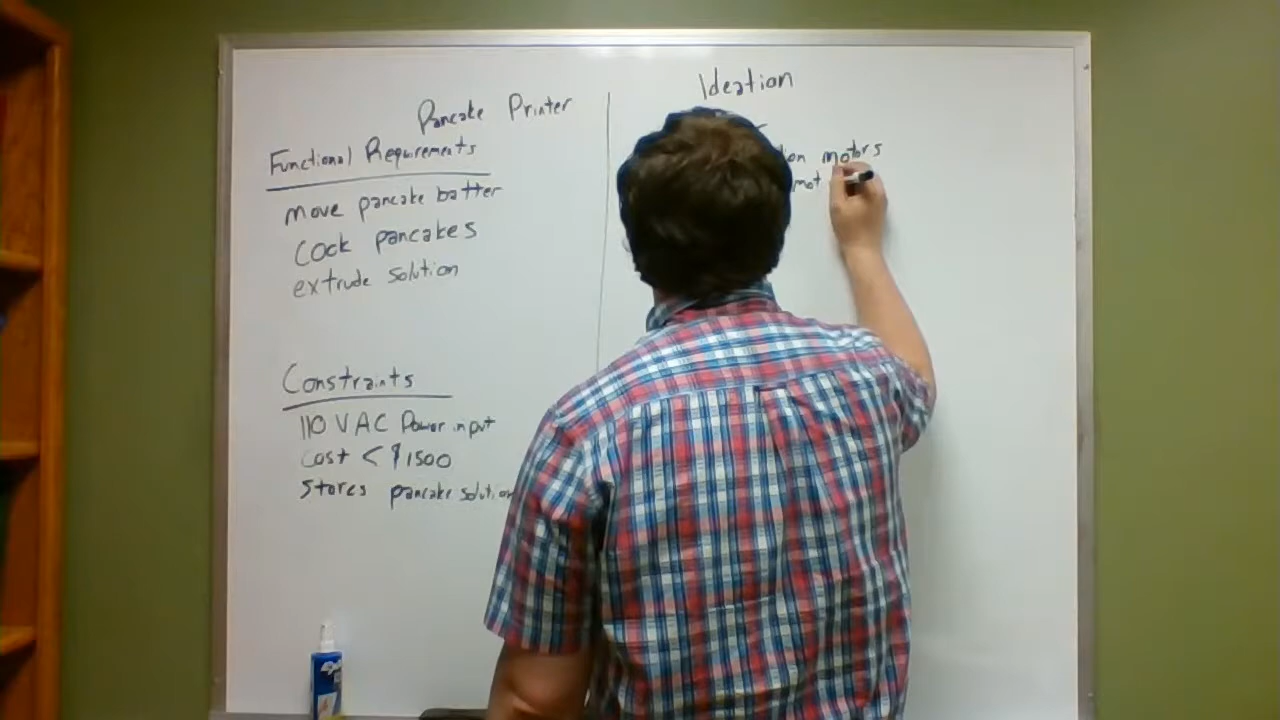 Pancake Printer
Functional Requirements
move pancake batter
Cook pancakes
extrude solution
Constraints
110 VAC Power input
Cost < $1500
Stores pancake solution
Ideation
motors
mot